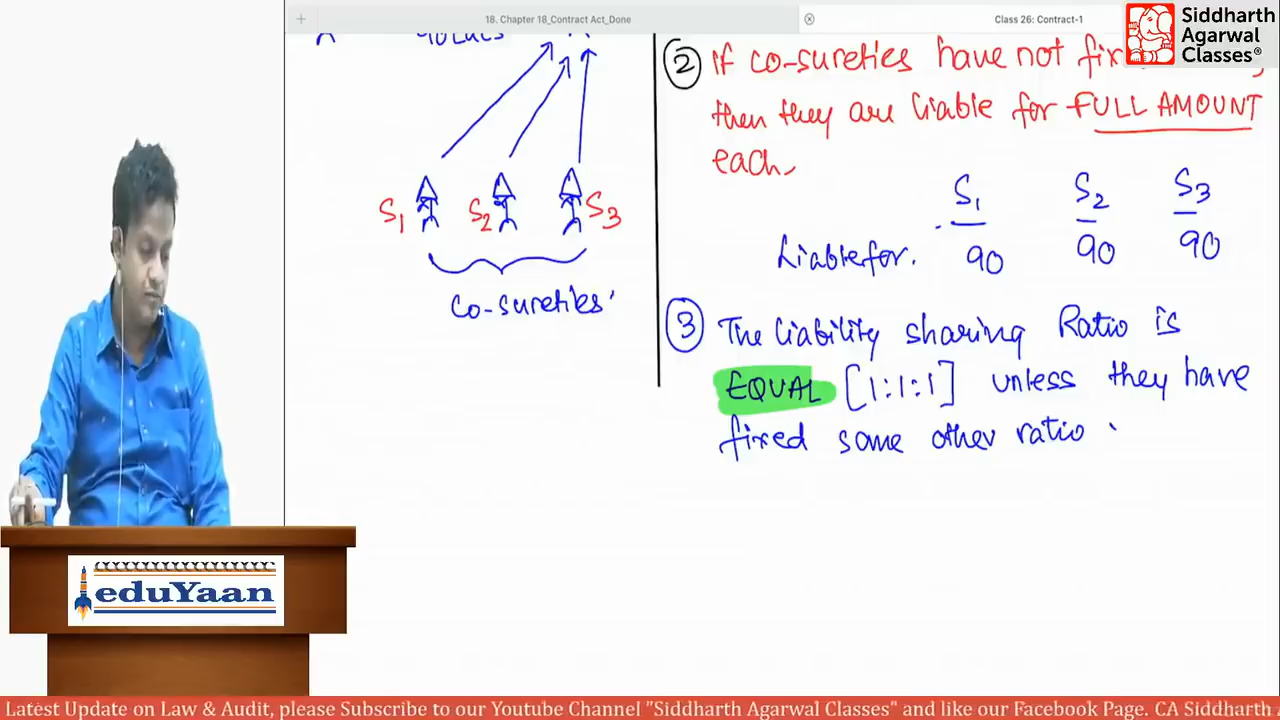 18. Chapter 18_Contract Act_Done
Class 26: Contract-1
Siddharth
Agarwal
Classes®
② If co-sureties have not
then they are liable for FULL AMOUNT
each.
S1 S2 S3
Liable for. 90 90 90
S1 S2 S3
co-sureties
③ The liability sharing Ratio is
EQUAL [1:1:1] unless they have
fixed some other ratio.
eduYaan
Latest Update on Law & Audit, please Subscribe to our Youtube Channel "Siddharth Agarwal Classes" and like our Facebook Page. CA Siddharth